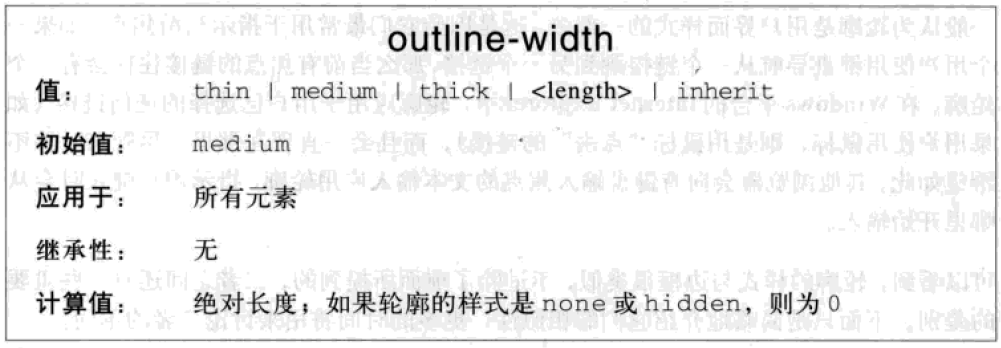 outline-width
值： thin | medium | thick | <length> | inherit
初始值： medium
应用于： 所有元素
继承性： 无
计算值： 绝对长度；如果轮廓的样式是 none 或 hidden，则为 0